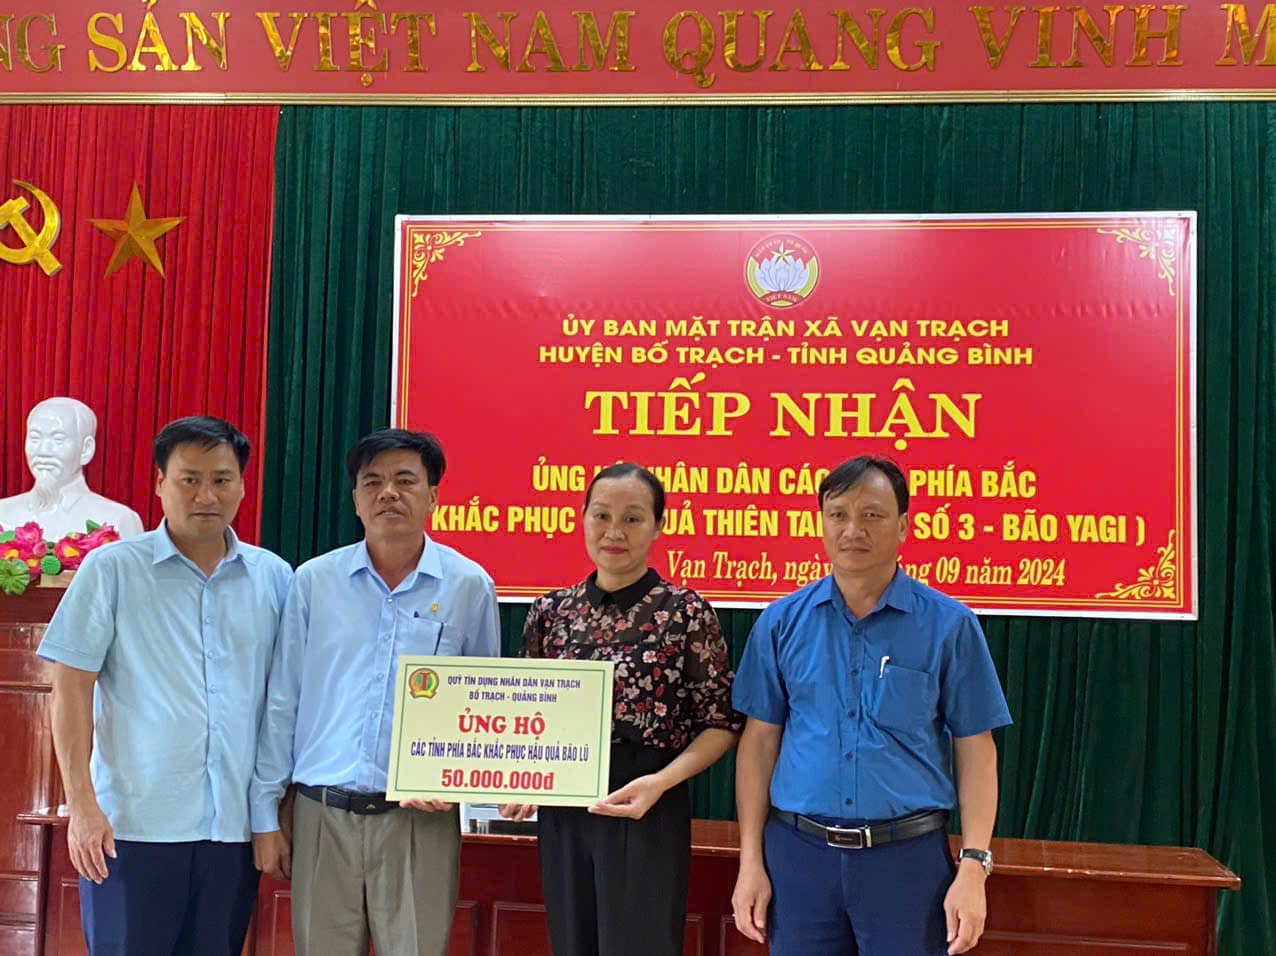 SẢN VIỆT NAM QUANG VINH
VIỆT NAM
ỦY BAN MẶT TRẬN XÃ VẠN TRẠCH
HUYỆN BỐ TRẠCH - TỈNH QUẢNG BÌNH
TIẾP NHẬN
ỦNG NHÂN DÂN PHÍA BẮC
KHẮC PHỤC THIÊN TAI SỐ 3 - BÃO YAGI )
Vạn Trạch, ngày 09 năm 2024
QUỸ TÍN DỤNG NHÂN DÂN VẠN TRẠCH
BỐ TRẠCH - QUẢNG BÌNH
ỦNG HỘ
CÁC TỈNH PHÍA BẮC KHẮC PHỤC HẬU QUẢ BÃO LŨ
50.000.000đ